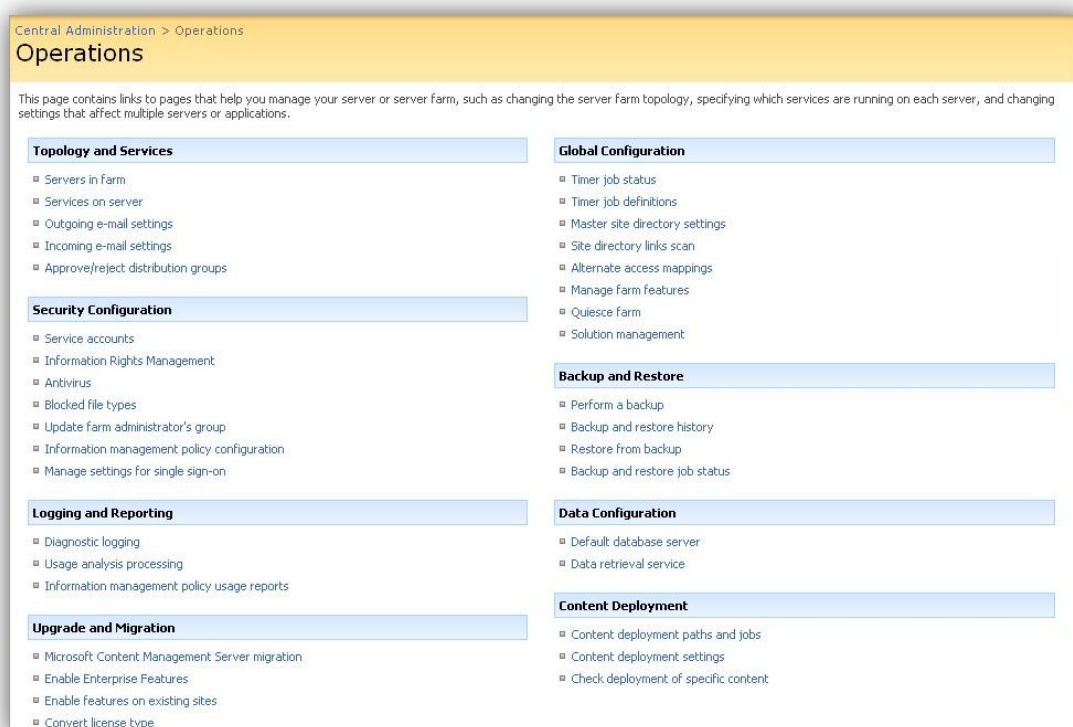 Central Administration > Operations
Operations
This page contains links to pages that help you manage your server or server farm, such as changing the server farm topology, specifying which services are running on each server, and changing
settings that affect multiple servers or applications.
Topology and Services
Servers in farm
Services on server
Outgoing e-mail settings
Incoming e-mail settings
Approve/reject distribution groups
Security Configuration
Service accounts
Information Rights Management
Antivirus
Blocked file types
Update farm administrator's group
Information management policy configuration
Manage settings for single sign-on
Logging and Reporting
Diagnostic logging
Usage analysis processing
Information management policy usage reports
Upgrade and Migration
Microsoft Content Management Server migration
Enable Enterprise Features
Enable features on existing sites
Convert license type
Global Configuration
Timer job status
Timer job definitions
Master site directory settings
Site directory links scan
Alternate access mappings
Manage farm features
Quiesce farm
Solution management
Backup and Restore
Perform a backup
Backup and restore history
Restore from backup
Backup and restore job status
Data Configuration
Default database server
Data retrieval service
Content Deployment
Content deployment paths and jobs
Content deployment settings
Check deployment of specific content